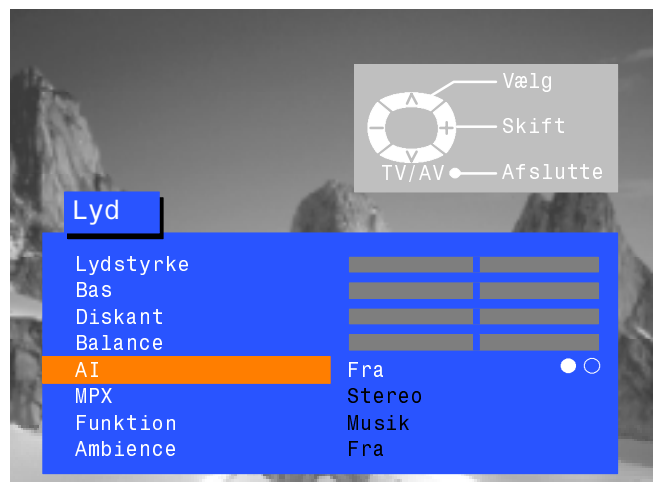 Vælg
Skift
TV/AV Afslutte
Lyd
Lydstyrke
Bas
Diskant
Balance
AI Fra
MPX Stereo
Funktion Musik
Ambience Fra